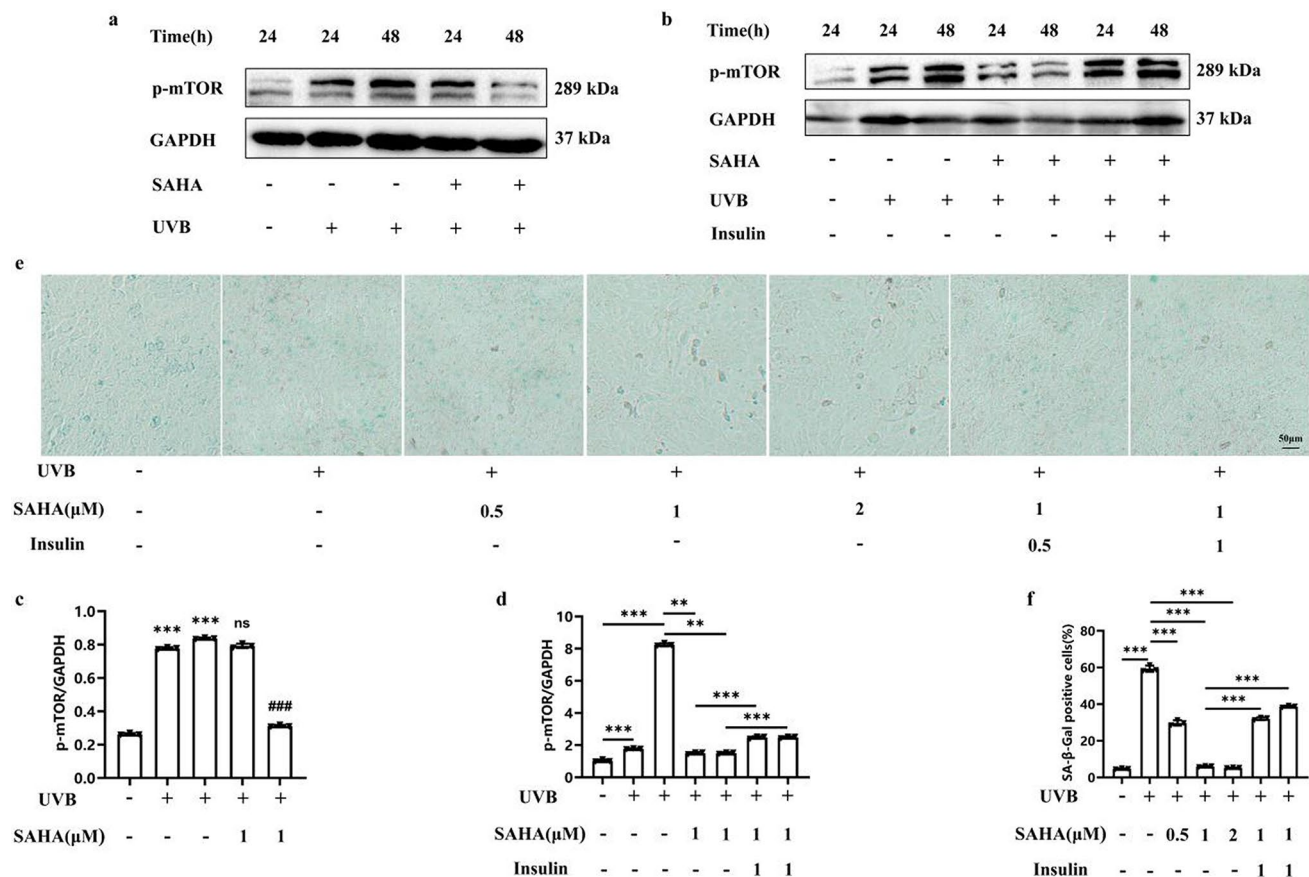 a
Time(h) 24 24 48 24 48
p-mTOR 289 kDa
GAPDH 37 kDa
SAHA - - - + +
UVB - + + + +
b
Time(h) 24 24 48 24 48 24 48
p-mTOR 289 kDa
GAPDH 37 kDa
SAHA - - - + + + +
UVB - + + + + + +
Insulin - - - - - + +
e
50μm
UVB - + + + + + +
SAHA(μM) - - 0.5 1 2 1 1
Insulin - - - - - 0.5 1
c
p-mTOR/GAPDH
1.0
0.8
0.6
0.4
0.2
0.0
*** *** ns ###
UVB - + + + +
SAHA(μM) - - - 1 1
d
p-mTOR/GAPDH
10
8
6
4
2
0
*** *** ** ** *** ***
UVB - + + + + + +
SAHA(μM) - - - 1 1 1 1
Insulin - - - - - 1 1
f
SA-β-Gal positive cells(%)
80
60
40
20
0
*** *** *** *** *** ***
UVB - + + + + + +
SAHA(μM) - - 0.5 1 2 1 1
Insulin - - - - - 1 1